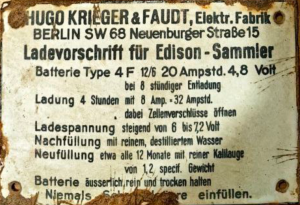 HUGO KRIEGER & FAUDT, Elektr. Fabrik
BERLIN SW 68 Neuenburger Straße 15
Ladevorschrift für Edison - Sammler
Batterie Type 4 F 12/6 20 Ampstd. 4,8 Volt
bei 8 stündiger Entladung
Ladung 4 Stunden mit 8 Amp. = 32 Ampstd.
dabei Zellenverschlüsse öffnen
Ladespannung steigend von 6 bis 7,2 Volt
Nachfüllung mit reinem, destilliertem Wasser
Neufüllung etwa alle 12 Monate mit reiner Kalilauge
von 1,2 specif. Gewicht
Batterie äusserlich rein und trocken halten
Niemals einfüllen.